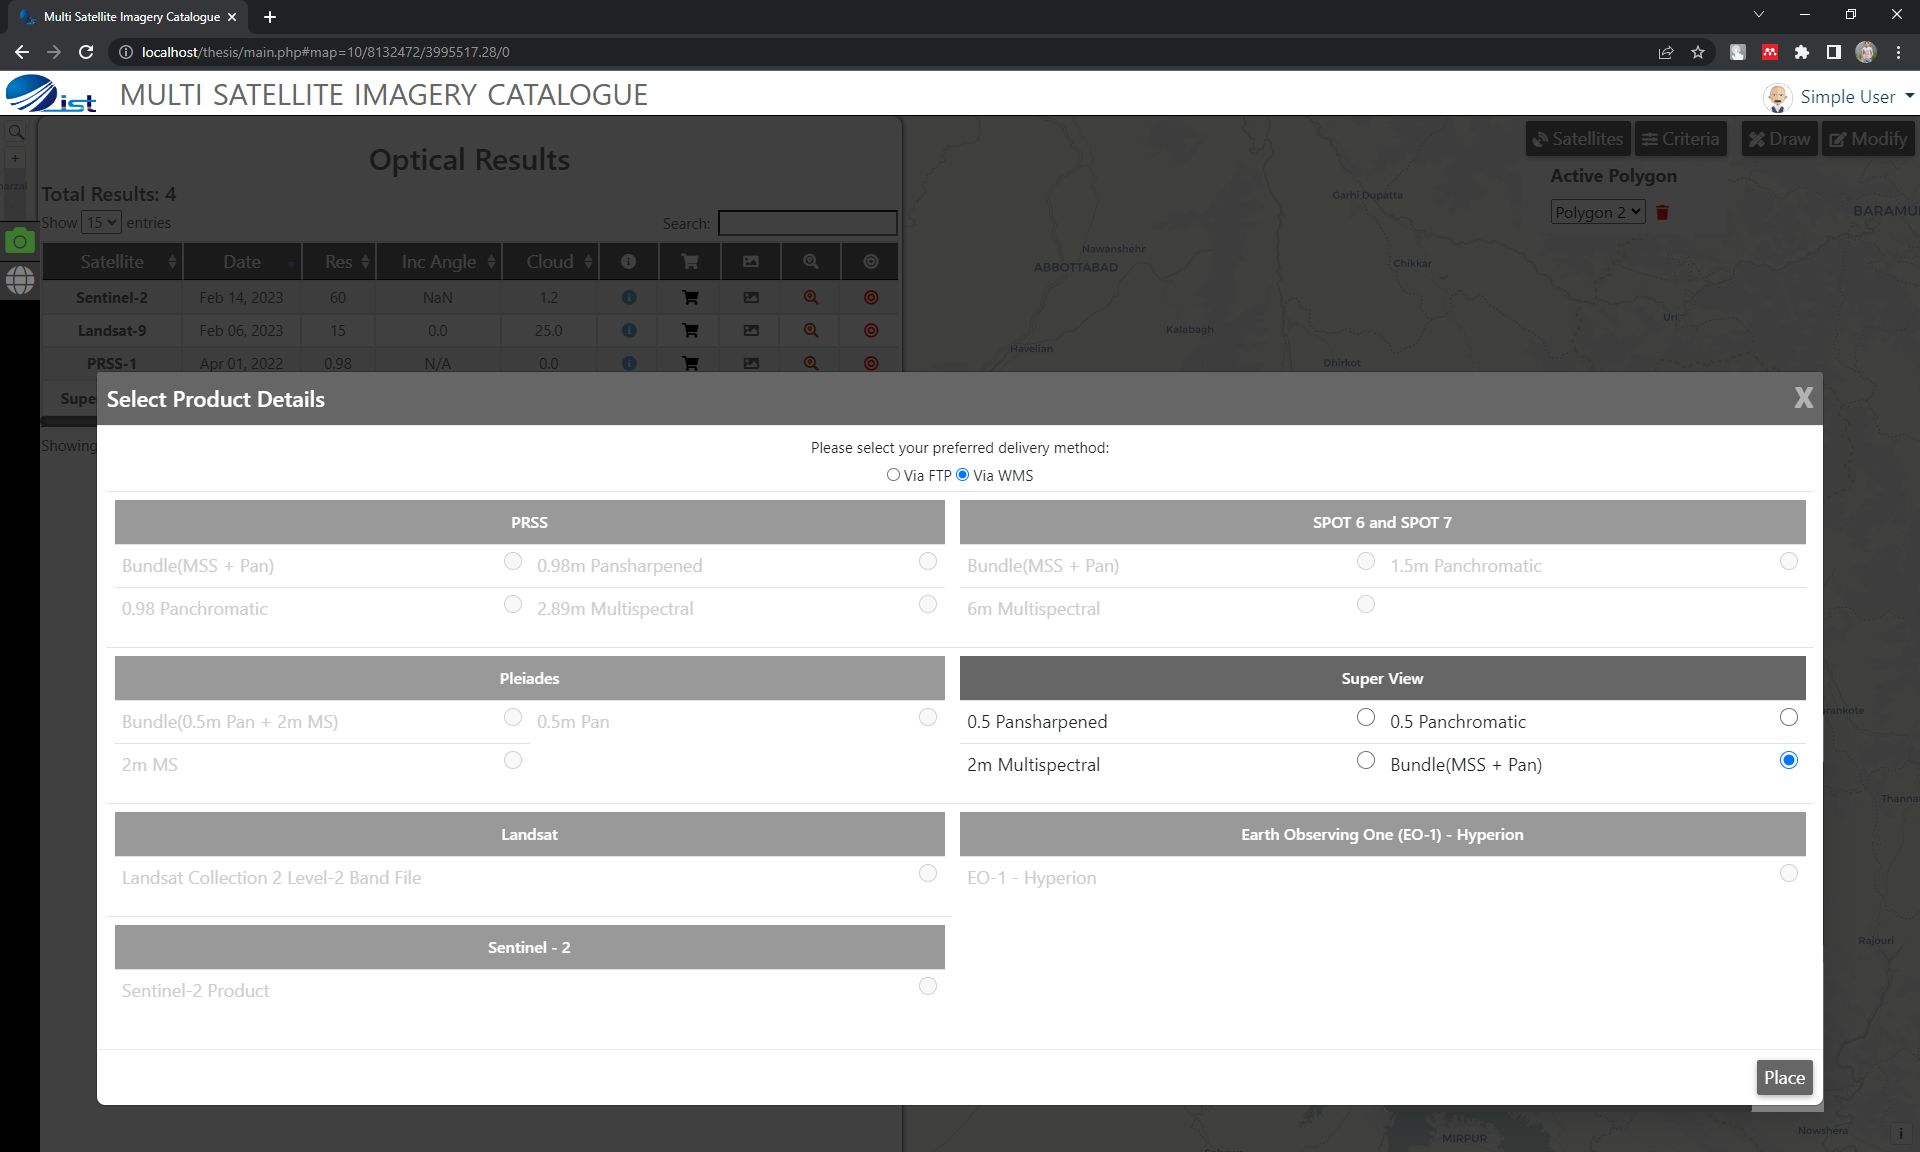 Multi Satellite Imagery Catalogue
localhost/thesis/main.php#map=10/8132472/3995517.28/0
ist MULTI SATELLITE IMAGERY CATALOGUE
Simple User
Optical Results
Satellites Criteria Draw Modify
Active Polygon
Total Results: 4
Garhi Dupatta
Polygon 2
BARAMU
Show 15 entries
Search:
Nawanshehr
ABBOTTABAD
Chikkar
Satellite Date Res Inc Angle Cloud
Sentinel-2 Feb 14, 2023 60 NaN 1.2
Uri
Landsat-9 Feb 06, 2023 15 0.0 25.0
Kalabagh
Havelian
PRSS-1 Apr 01, 2022 0.98 N/A 0.0
Dhirkot
Supe
Select Product Details
X
Showing
Please select your preferred delivery method:
Via FTP Via WMS
PRSS
Bundle(MSS + Pan) 0.98m Pansharpened
0.98 Panchromatic 2.89m Multispectral
SPOT 6 and SPOT 7
Bundle(MSS + Pan) 1.5m Panchromatic
6m Multispectral
Pleiades
Bundle(0.5m Pan + 2m MS) 0.5m Pan
2m MS
Super View
0.5 Pansharpened 0.5 Panchromatic
2m Multispectral Bundle(MSS + Pan)
rankote
Thanna
Landsat
Landsat Collection 2 Level-2 Band File
Earth Observing One (EO-1) - Hyperion
EO-1 - Hyperion
Sentinel - 2
Sentinel-2 Product
Rajouri
Place
Nowshera
MIRPUR